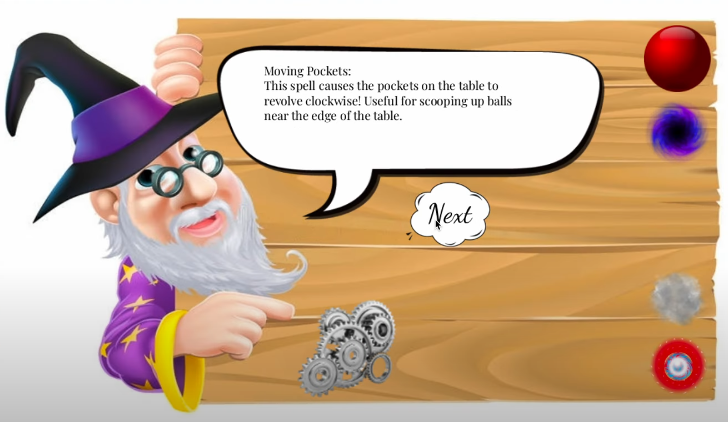 Moving Pockets:
This spell causes the pockets on the table to
revolve clockwise! Useful for scooping up balls
near the edge of the table.
Next